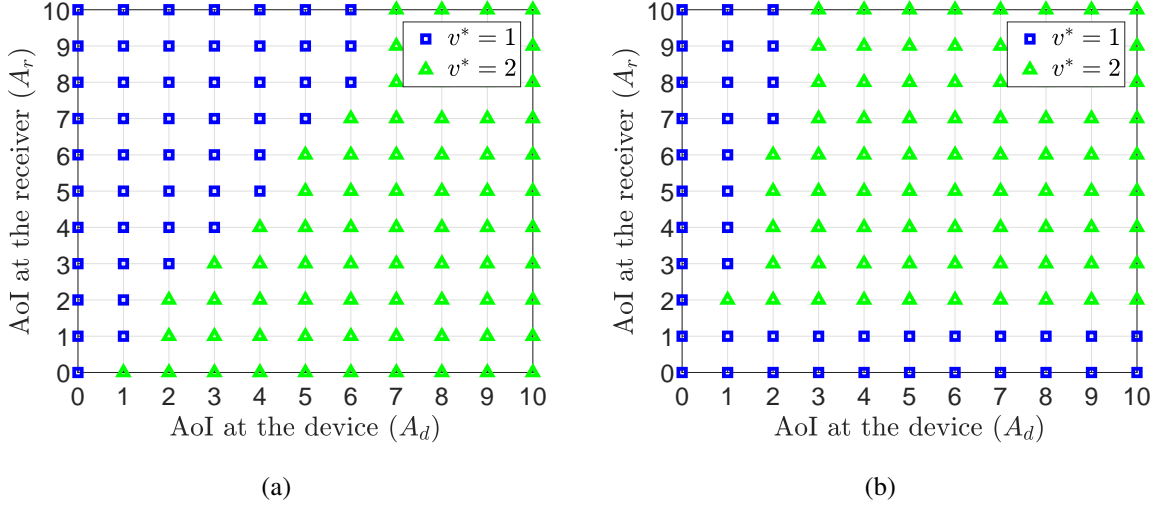 10
9
8
7
6
5
4
3
2
1
0
AoI at the receiver (A_r)
v* = 1
v* = 2
0 1 2 3 4 5 6 7 8 9 10
AoI at the device (A_d)
(a)
10
9
8
7
6
5
4
3
2
1
0
AoI at the receiver (A_r)
v* = 1
v* = 2
0 1 2 3 4 5 6 7 8 9 10
AoI at the device (A_d)
(b)